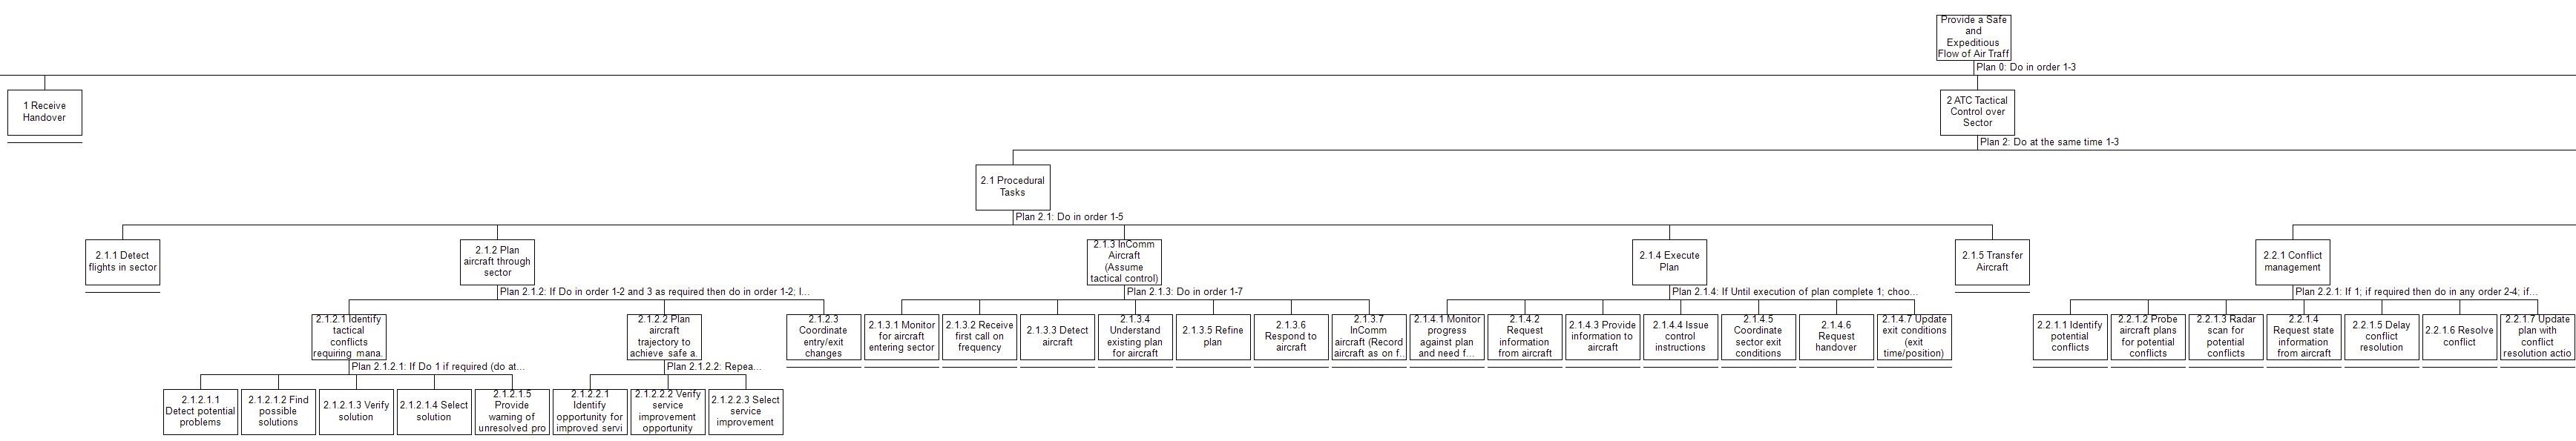 Provide a Safe
and
Expeditious
Flow of Air Traff
Plan 0: Do in order 1-3
1 Receive
Handover
2 ATC Tactical
Control over
Sector
Plan 2: Do at the same time 1-3
2.1 Procedural
Tasks
Plan 2.1: Do in order 1-5
2.1.1 Detect
flights in sector
2.1.2 Plan
aircraft through
sector
2.1.3 InComm
Aircraft
(Assume
tactical control)
2.1.4 Execute
Plan
2.1.5 Transfer
Aircraft
2.2.1 Conflict
management
Plan 2.1.2: If Do in order 1-2 and 3 as required then do in order 1-2; I...
Plan 2.1.3: Do in order 1-7
Plan 2.1.4: If Until execution of plan complete 1; choo...
Plan 2.2.1: If 1; if required then do in any order 2-4; if...
2.1.2.1 Identify
tactical
conflicts
requiring mana.
2.1.2.2 Plan
aircraft
trajectory to
achieve safe a.
2.1.2.3
Coordinate
entry/exit
changes
2.1.3.1 Monitor
for aircraft
entering sector
2.1.3.2 Receive
first call on
frequency
2.1.3.3 Detect
aircraft
2.1.3.4
Understand
existing plan
for aircraft
2.1.3.5 Refine
plan
2.1.3.6
Respond to
aircraft
2.1.3.7
InComm
aircraft (Record
aircraft as on f..
2.1.4.1 Monitor
progress
against plan
and need f...
2.1.4.2
Request
information
from aircraft
2.1.4.3 Provide
information to
aircraft
2.1.4.4 Issue
control
instructions
2.1.4.5
Coordinate
sector exit
conditions
2.1.4.6
Request
handover
2.1.4.7 Update
exit conditions
(exit
time/position)
2.2.1.1 Identify
potential
conflicts
2.2.1.2 Probe
aircraft plans
for potential
conflicts
2.2.1.3 Radar
scan for
potential
conflicts
2.2.1.4
Request state
information
from aircraft
2.2.1.5 Delay
conflict
resolution
2.2.1.6 Resolve
conflict
2.2.1.7 Update
plan with
conflict
resolution actio
Plan 2.1.2.1: If Do 1 if required (do at...
Plan 2.1.2.2: Repea...
2.1.2.1.1
Detect potential
problems
2.1.2.1.2 Find
possible
solutions
2.1.2.1.3 Verify
solution
2.1.2.1.4 Select
solution
2.1.2.1.5
Provide
warning of
unresolved pro
2.1.2.2.1
Identify
opportunity for
improved servi
2.1.2.2.2 Verify
service
improvement
opportunity
2.1.2.2.3 Select
service
improvement